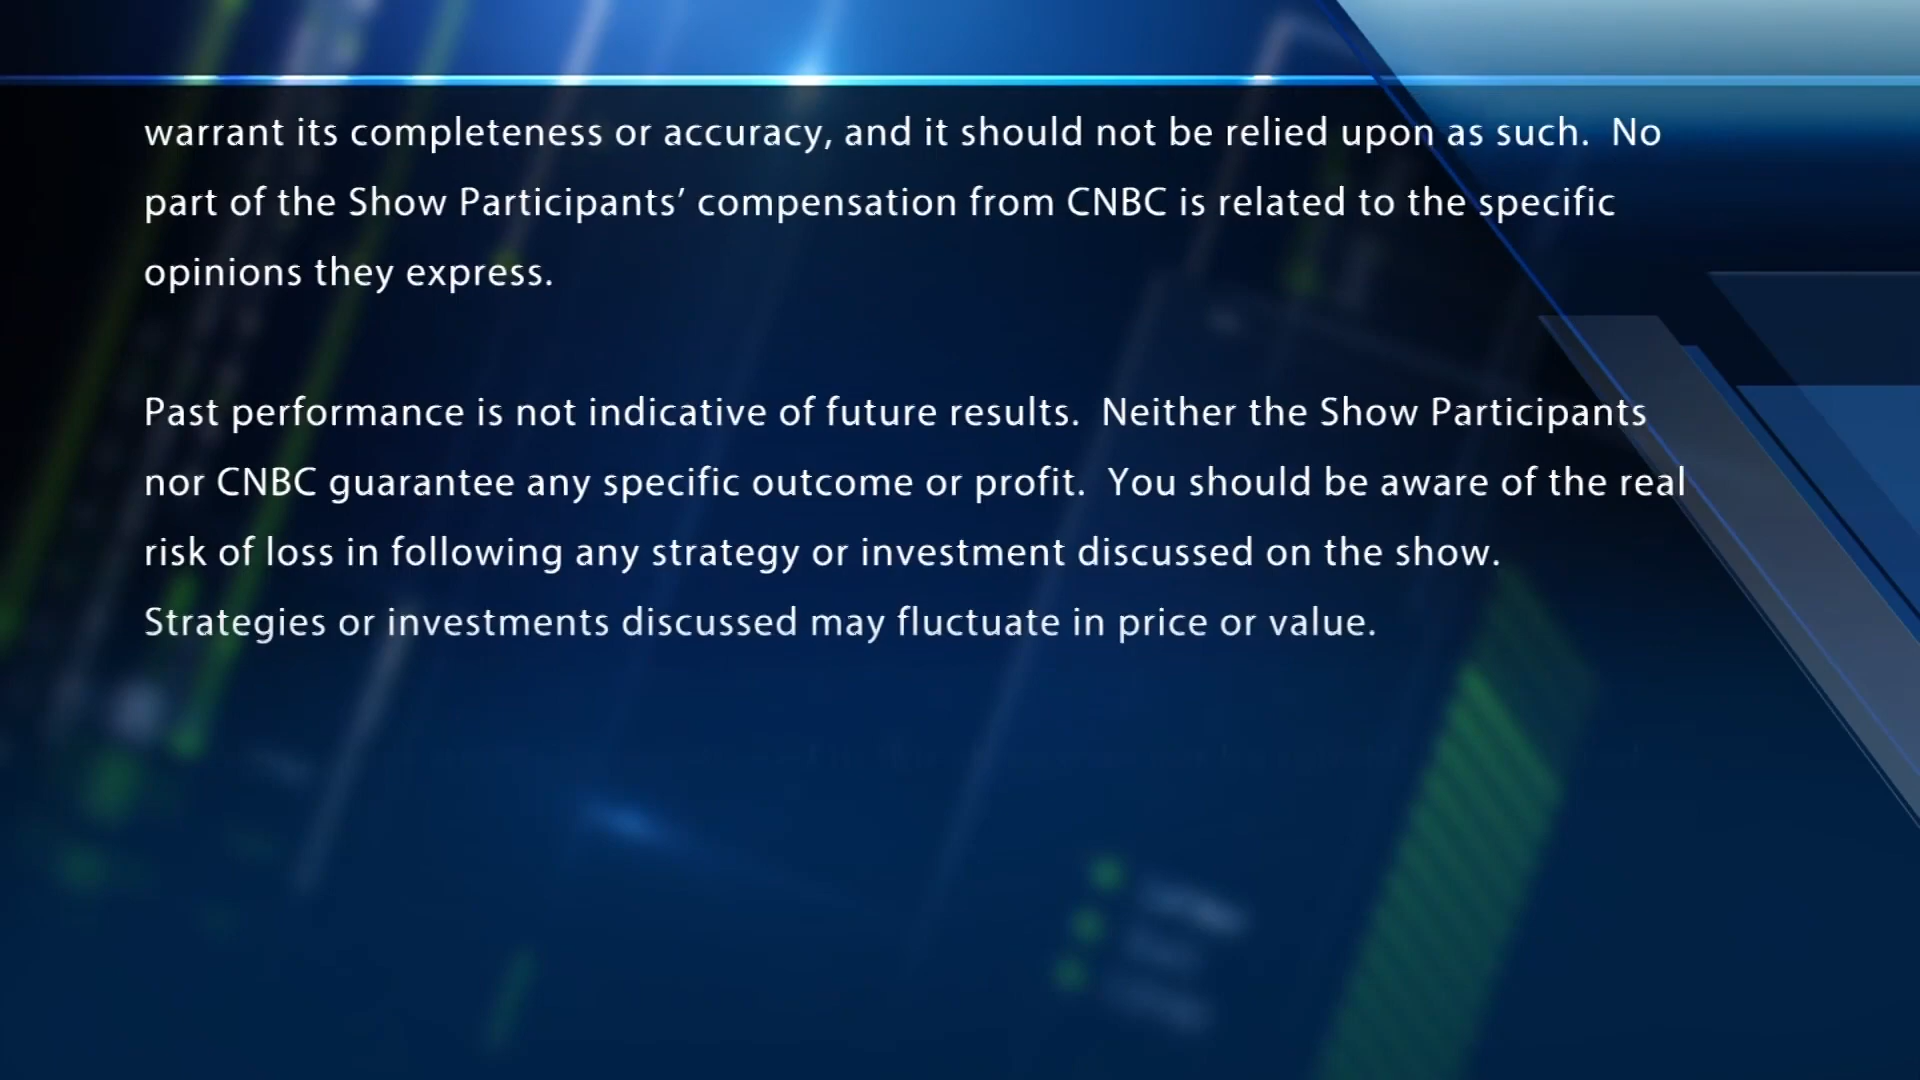 warrant its completeness or accuracy, and it should not be relied upon as such.  No
part of the Show Participants’ compensation from CNBC is related to the specific
opinions they express.
Past performance is not indicative of future results.  Neither the Show Participants
nor CNBC guarantee any specific outcome or profit.  You should be aware of the real
risk of loss in following any strategy or investment discussed on the show.
Strategies or investments discussed may fluctuate in price or value.